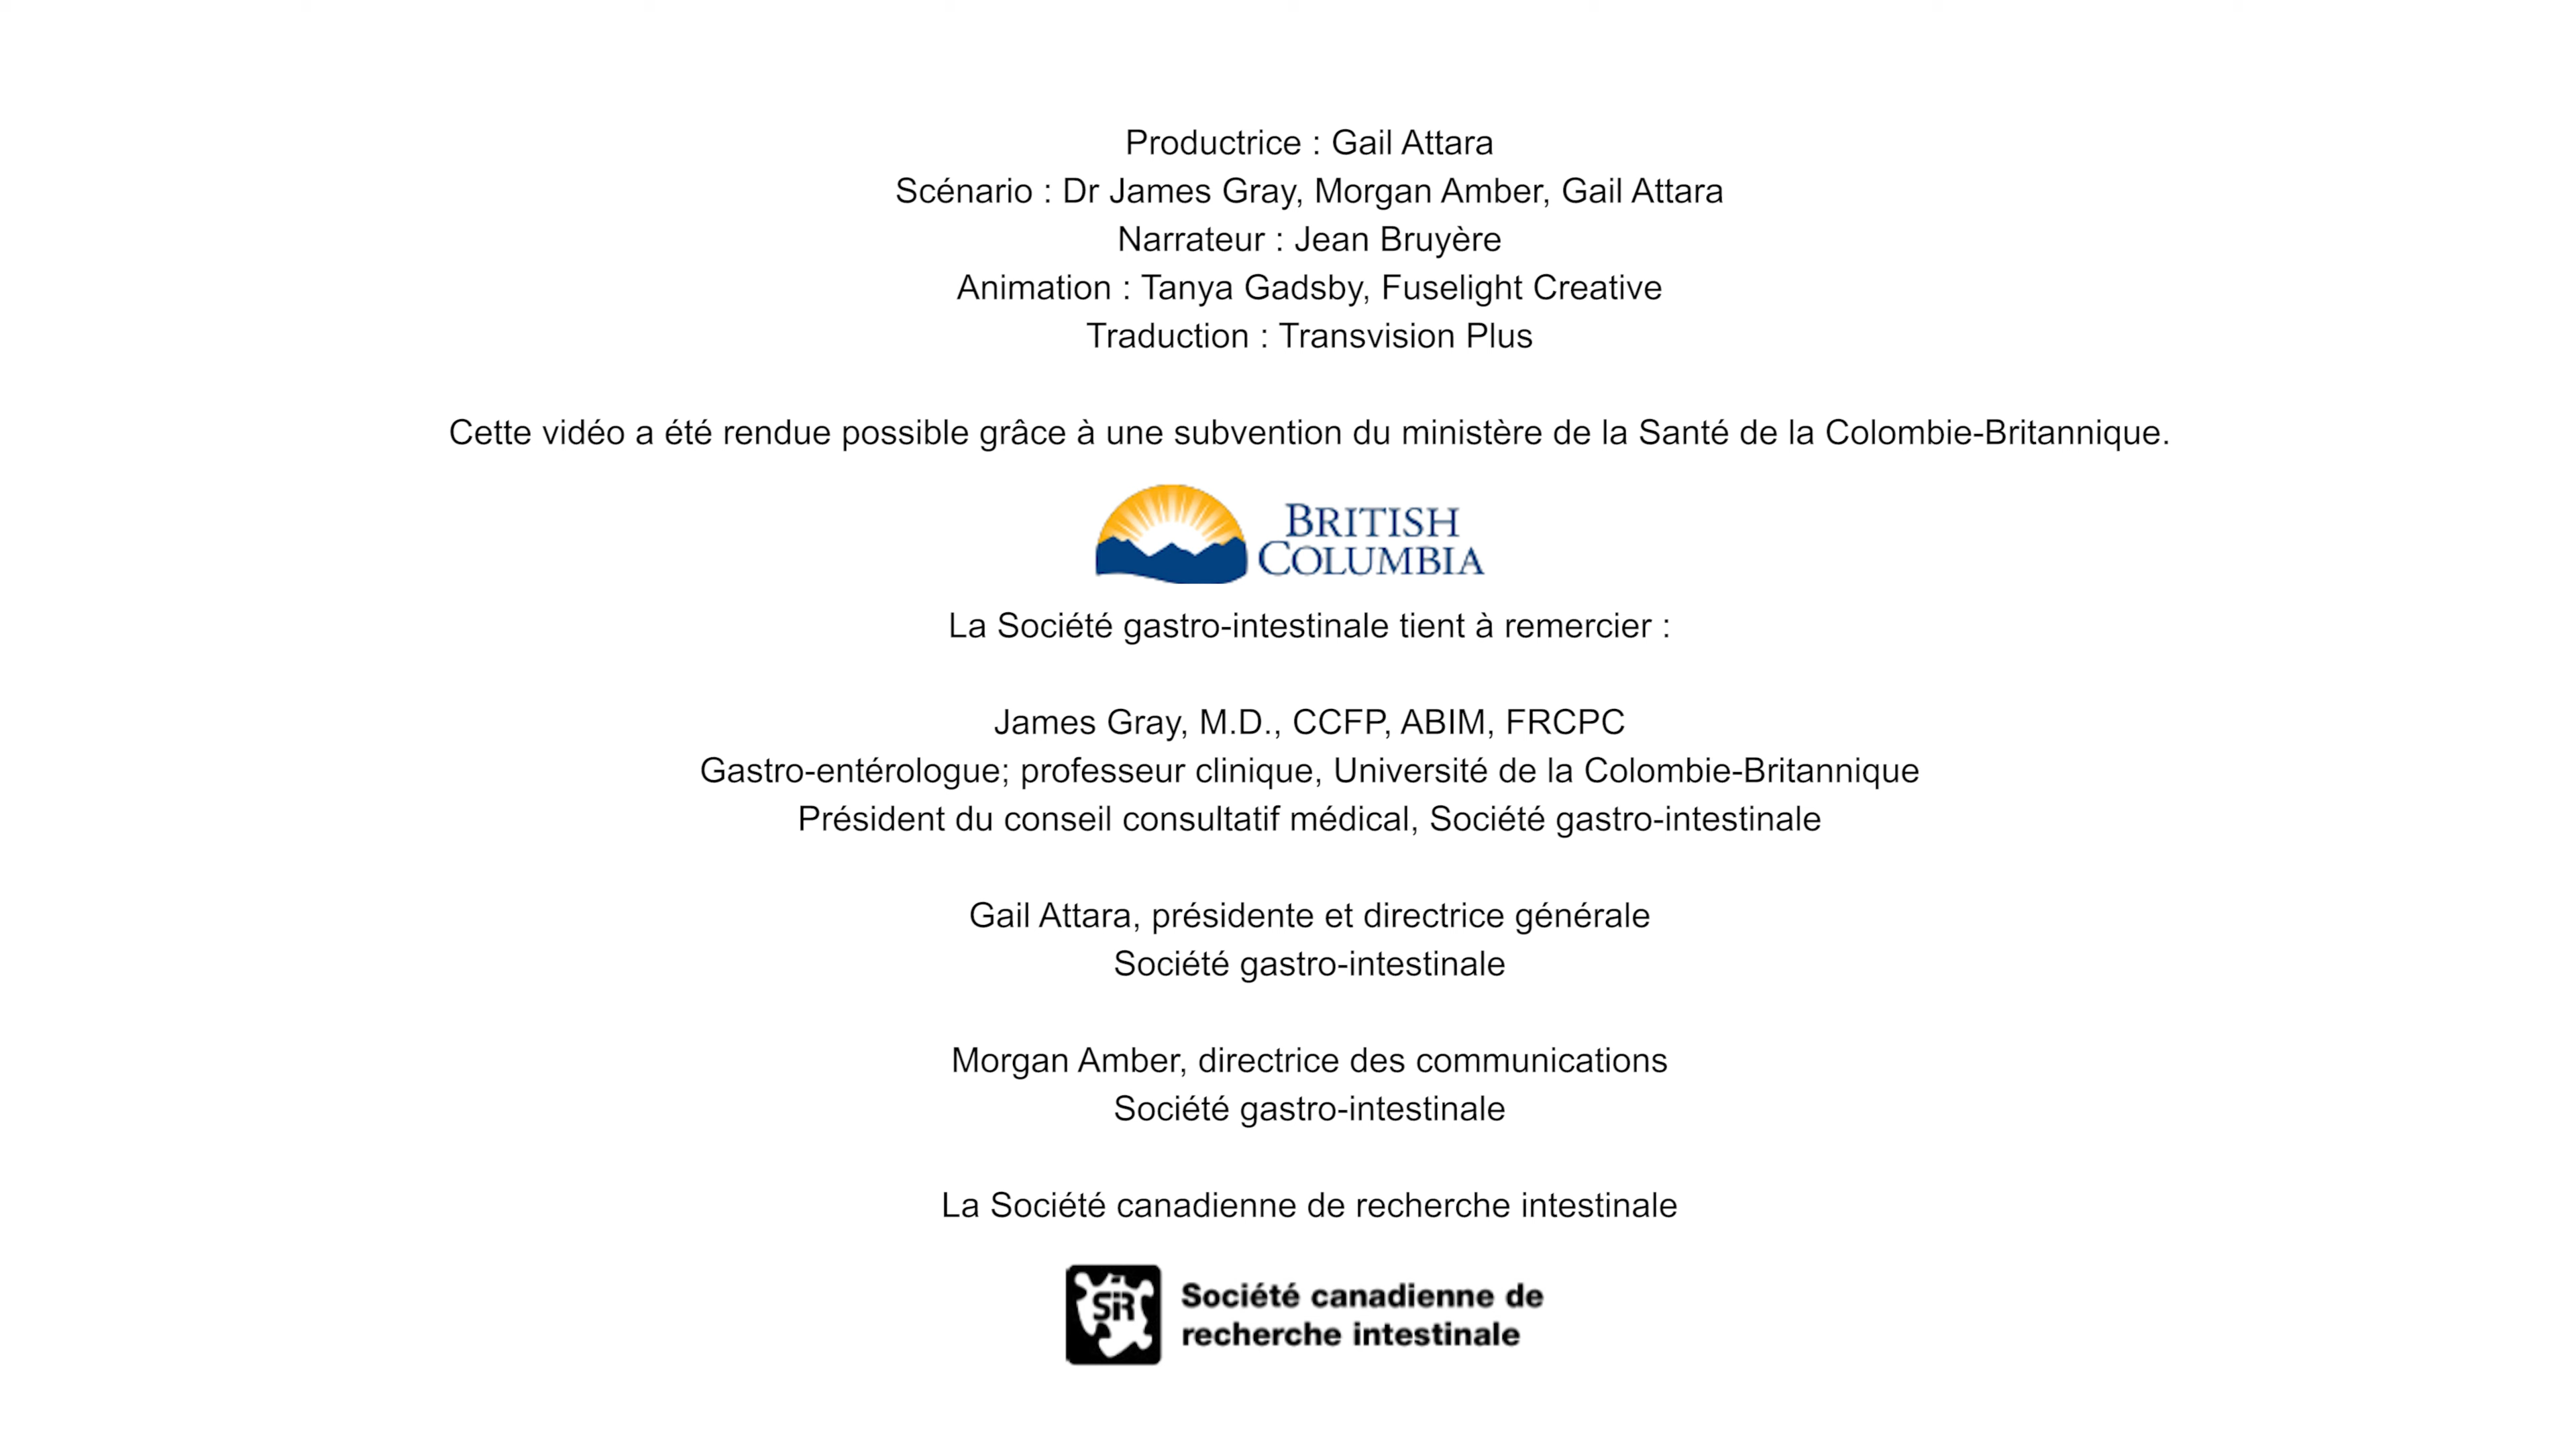 Productrice : Gail Attara
Scénario : Dr James Gray, Morgan Amber, Gail Attara
Narrateur : Jean Bruyère
Animation : Tanya Gadsby, Fuselight Creative
Traduction : Transvision Plus
Cette vidéo a été rendue possible grâce à une subvention du ministère de la Santé de la Colombie-Britannique.
BRITISH
COLUMBIA
La Société gastro-intestinale tient à remercier :
James Gray, M.D., CCFP, ABIM, FRCPC
Gastro-entérologue; professeur clinique, Université de la Colombie-Britannique
Président du conseil consultatif médical, Société gastro-intestinale
Gail Attara, présidente et directrice générale
Société gastro-intestinale
Morgan Amber, directrice des communications
Société gastro-intestinale
La Société canadienne de recherche intestinale
SIR
Société canadienne de
recherche intestinale